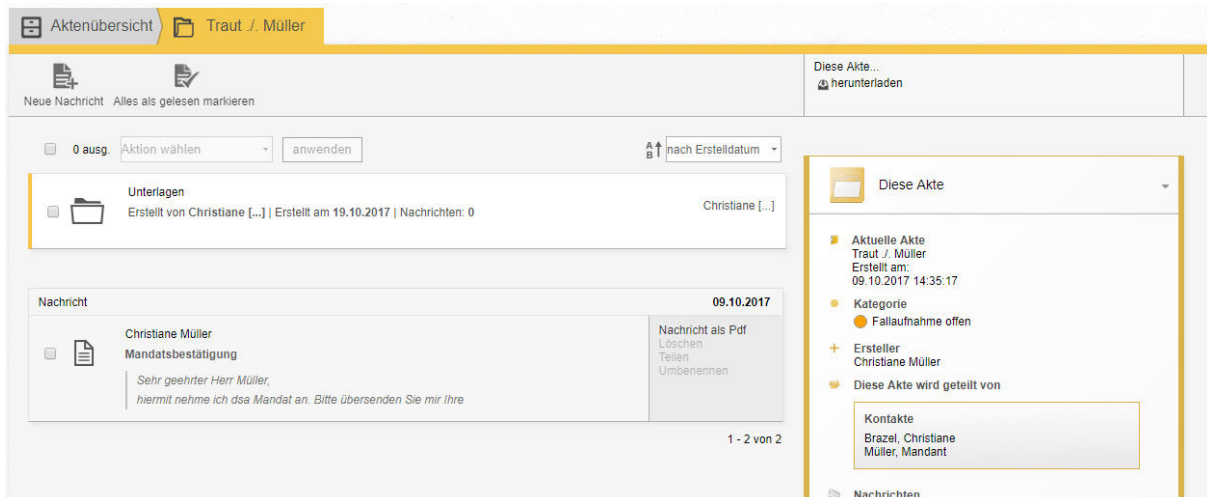 Aktenübersicht
Traut ./. Müller
Neue Nachricht
Alles als gelesen markieren
Diese Akte...
herunterladen
0 ausg.
Aktion wählen
anwenden
A
B
nach Erstelldatum
Unterlagen
Erstellt von Christiane [...] | Erstellt am 19.10.2017 | Nachrichten: 0
Christiane [...]
Nachricht
09.10.2017
Christiane Müller
Mandatsbestätigung
Sehr geehrter Herr Müller,
hiermit nehme ich dsa Mandat an. Bitte übersenden Sie mir Ihre
Nachricht als Pdf
Löschen
Teilen
Umbenennen
1 - 2 von 2
Diese Akte
Aktuelle Akte
Traut ./. Müller
Erstellt am:
09.10.2017 14:35:17
Kategorie
Fallaufnahme offen
Ersteller
Christiane Müller
Diese Akte wird geteilt von
Kontakte
Brazel, Christiane
Müller, Mandant
Nachrichten